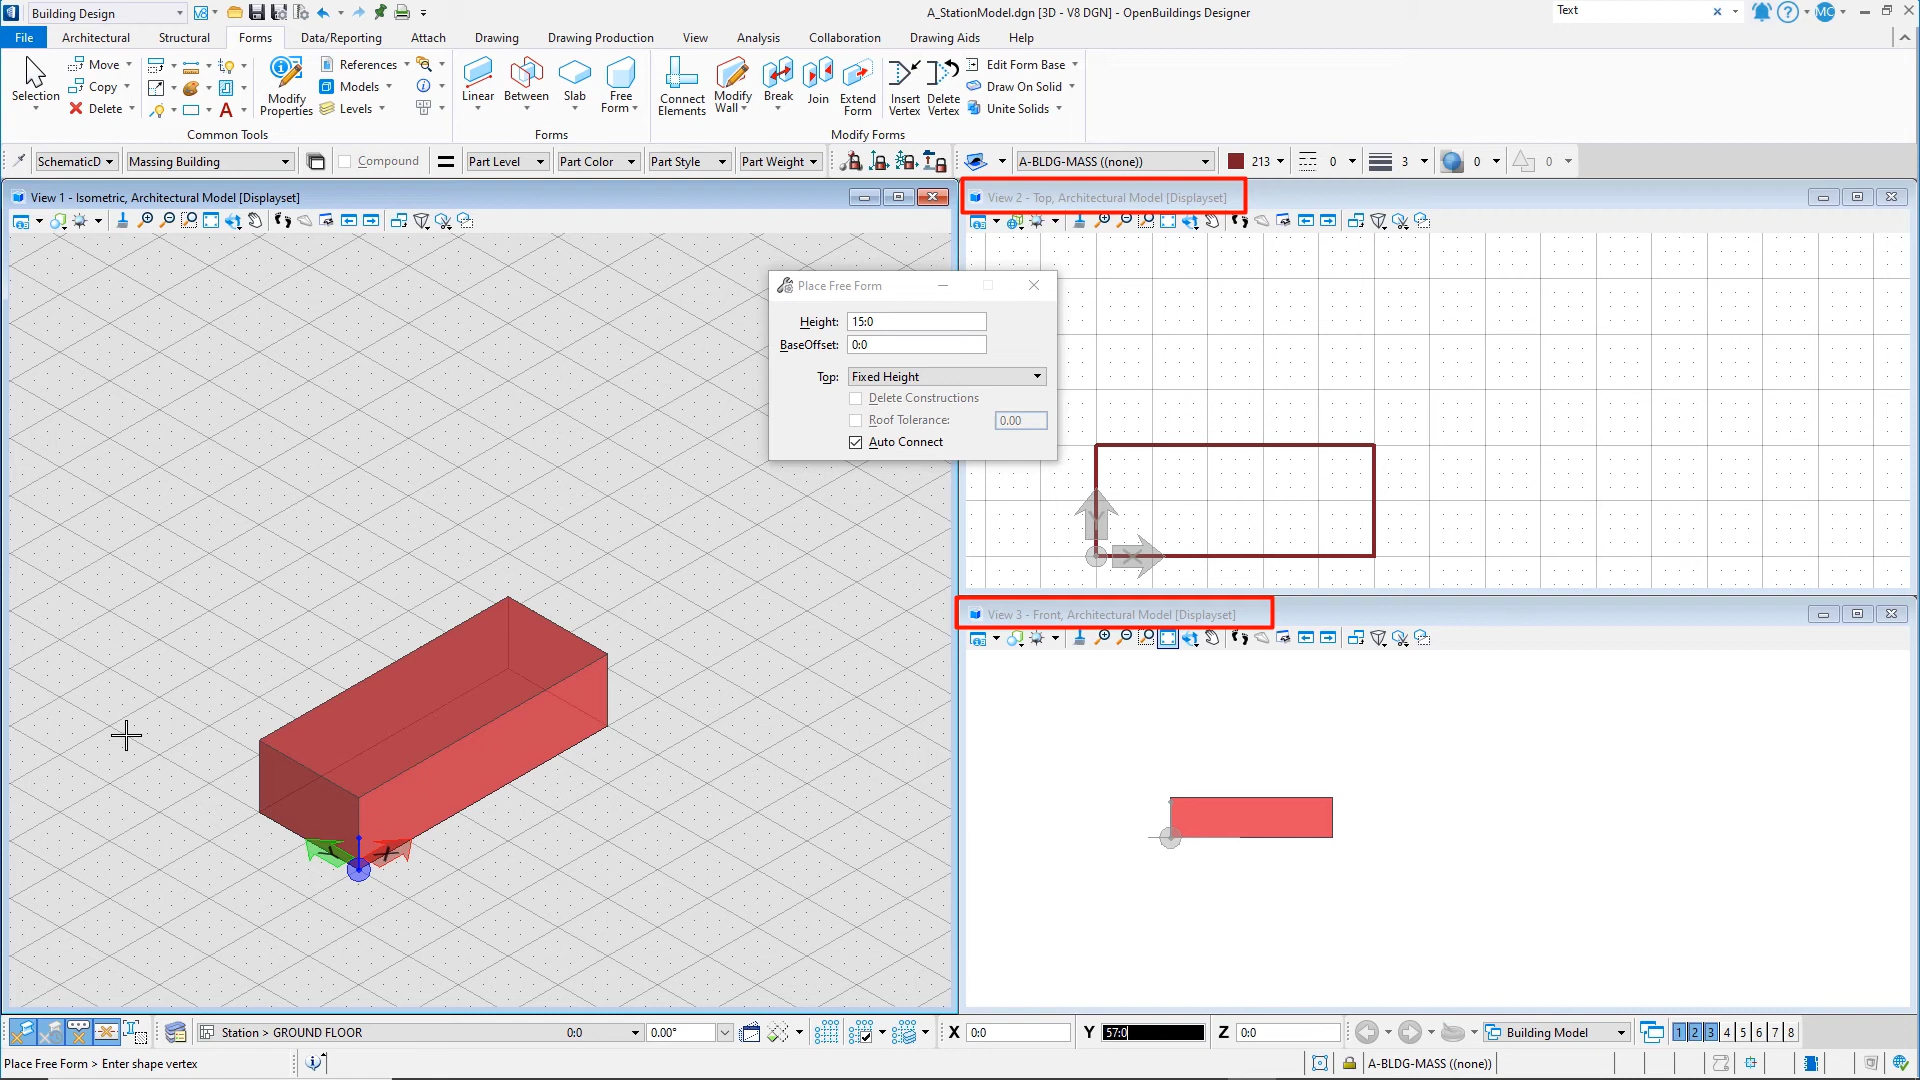 Building Design
A_StationModel.dgn [3D - V8 DGN] - OpenBuildings Designer
Text
MC
File
Architectural
Structural
Forms
Data/Reporting
Attach
Drawing
Drawing Production
View
Analysis
Collaboration
Drawing Aids
Help
Selection
Move
Copy
Delete
Modify
Properties
References
Models
Levels
Common Tools
Linear
Between
Slab
Free
Form
Forms
Connect
Elements
Modify
Wall
Break
Join
Extend
Form
Insert
Vertex
Delete
Vertex
Edit Form Base
Draw On Solid
Unite Solids
Modify Forms
SchematicD
Massing Building
Compound
Part Level
Part Color
Part Style
Part Weight
A-BLDG-MASS ((none))
213
0
3
0
0
View 1 - Isometric, Architectural Model [Displayset]
View 2 - Top, Architectural Model [Displayset]
Place Free Form
Height: 15:0
BaseOffset: 0:0
Top: Fixed Height
Delete Constructions
Roof Tolerance: 0.00
Auto Connect
Y
X
View 3 - Front, Architectural Model [Displayset]
Y
X
Station > GROUND FLOOR 0:0
0.00°
X 0:0
Y 57:0
Z 0:0
Building Model
1 2 3 4 5 6 7 8
Place Free Form > Enter shape vertex
A-BLDG-MASS ((none))